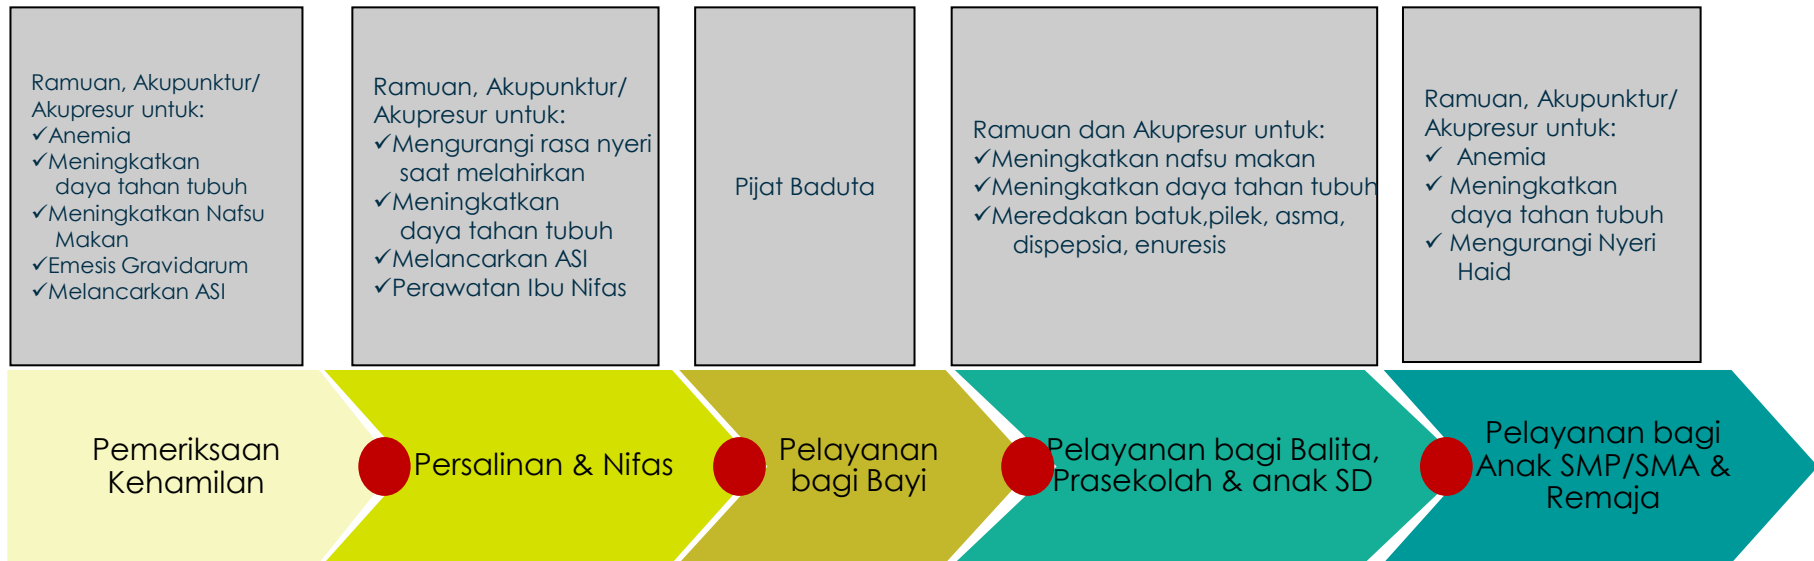 Ramuan, Akupunktur/
Akupresur untuk:
✓Anemia
✓Meningkatkan
daya tahan tubuh
✓Meningkatkan Nafsu
Makan
✓Emesis Gravidarum
✓Melancarkan ASI
Ramuan, Akupunktur/
Akupresur untuk:
✓Mengurangi rasa nyeri
saat melahirkan
✓Meningkatkan
daya tahan tubuh
✓Melancarkan ASI
✓Perawatan Ibu Nifas
Pijat Baduta
Ramuan dan Akupresur untuk:
✓Meningkatkan nafsu makan
✓Meningkatkan daya tahan tubuh
✓Meredakan batuk,pilek, asma,
dispepsia, enuresis
Ramuan, Akupunktur/
Akupresur untuk:
✓ Anemia
✓ Meningkatkan
daya tahan tubuh
✓ Mengurangi Nyeri
Haid
Pemeriksaan
Kehamilan
Persalinan & Nifas
Pelayanan
bagi Bayi
Pelayanan bagi Balita,
Prasekolah & anak SD
Pelayanan bagi
Anak SMP/SMA &
Remaja